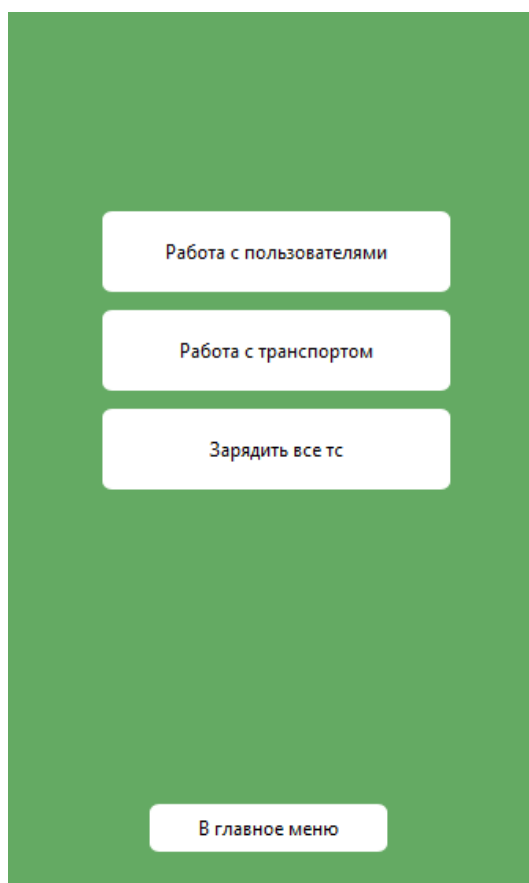 Работа с пользователями
Работа с транспортом
Зарядить все тс
В главное меню